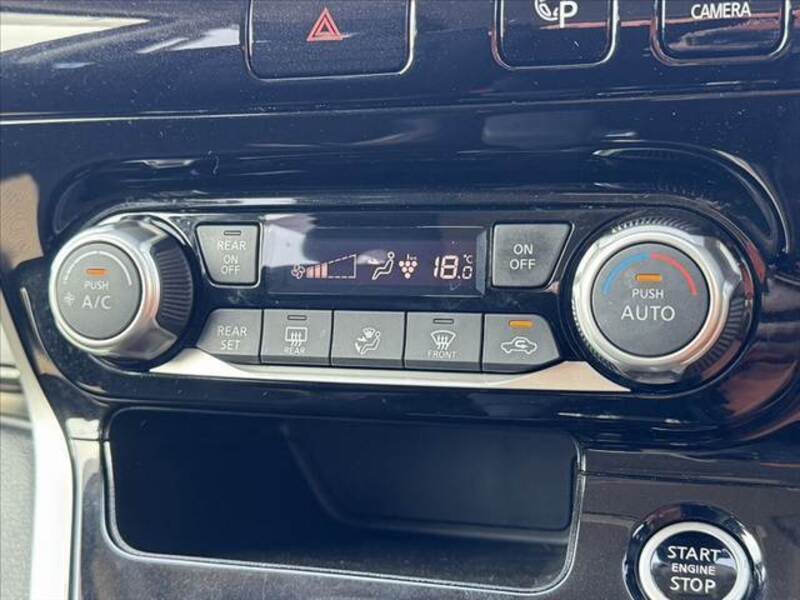 P
CAMERA
PUSH
A/C
REAR
ON
OFF
18.0
°C
ON
OFF
PUSH
AUTO
REAR
SET
REAR
FRONT
START
ENGINE
STOP